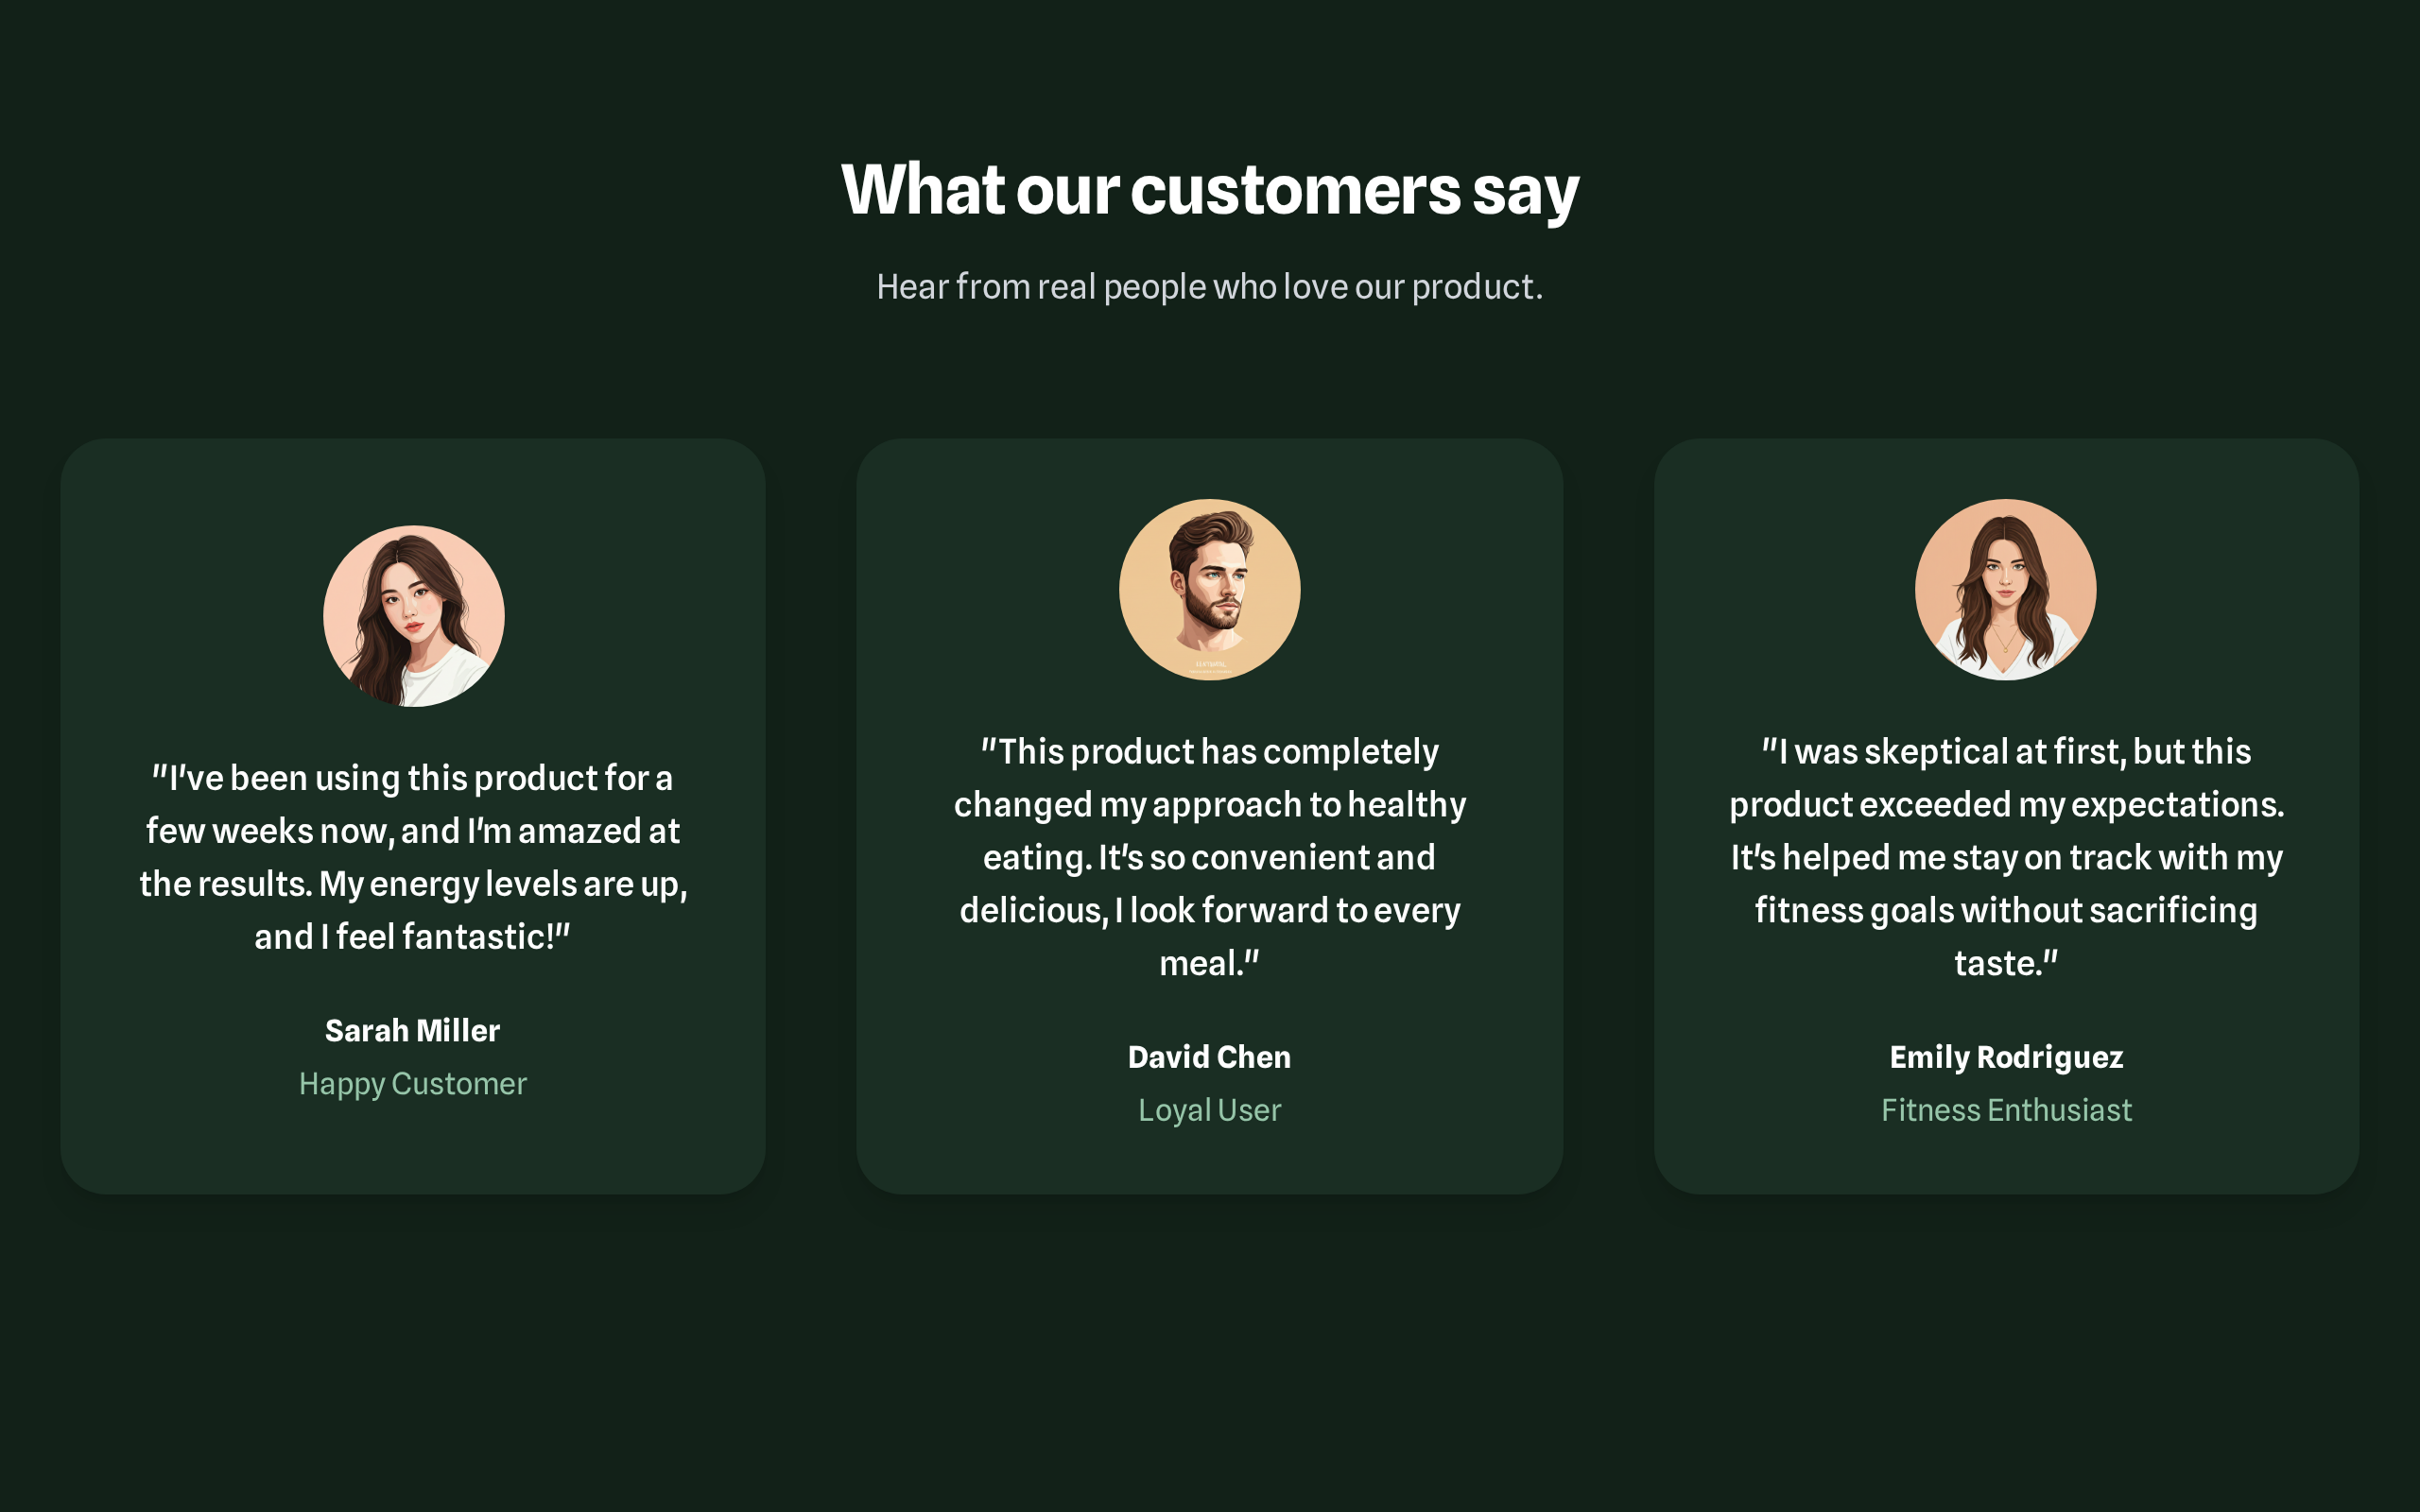 What our customers say
Hear from real people who love our product.
"I've been using this product for a
few weeks now, and I'm amazed at
the results. My energy levels are up,
and I feel fantastic!"
Sarah Miller
Happy Customer
"This product has completely
changed my approach to healthy
eating. It's so convenient and
delicious, I look forward to every
meal."
David Chen
Loyal User
"I was skeptical at first, but this
product exceeded my expectations.
It's helped me stay on track with my
fitness goals without sacrificing
taste."
Emily Rodriguez
Fitness Enthusiast